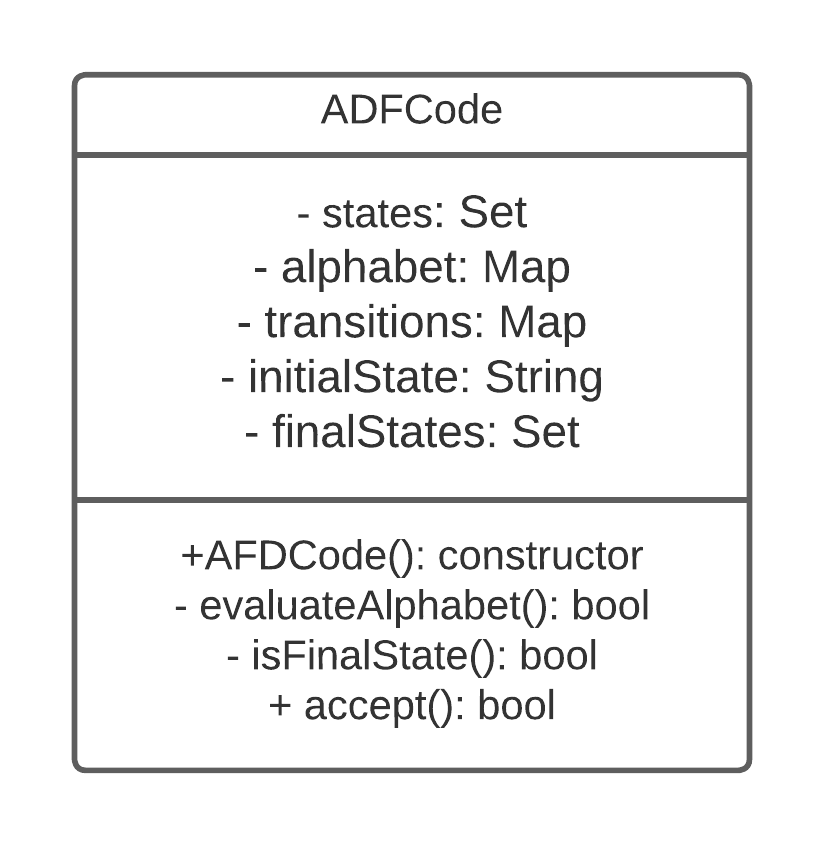 ADFCode
- states: Set
- alphabet: Map
- transitions: Map
- initialState: String
- finalStates: Set
+AFDCode(): constructor
- evaluateAlphabet(): bool
- isFinalState(): bool
+ accept(): bool